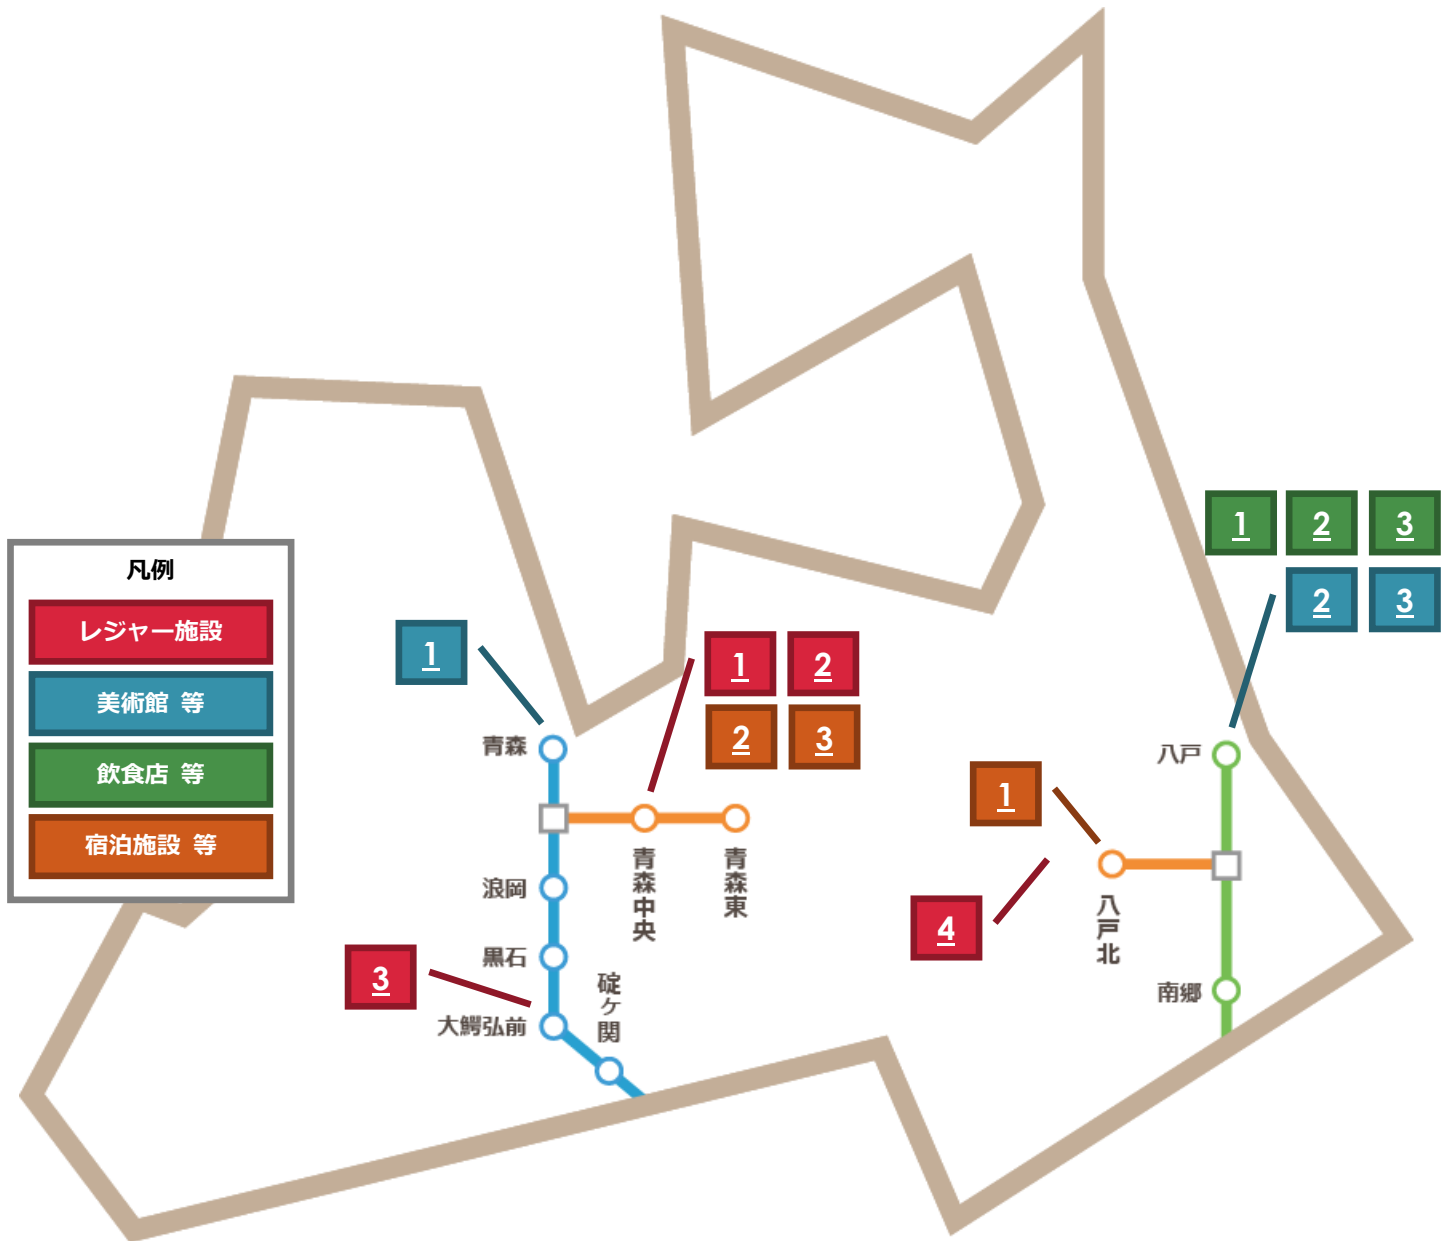 1 2 3
凡例
2 3
レジャー施設
1
1 2
美術館 等
2 3
青森
八戸
飲食店 等
1
宿泊施設 等
青森中央
青森東
浪岡
八戸北
4
黒石
3
碇ヶ関
南郷
大鰐弘前